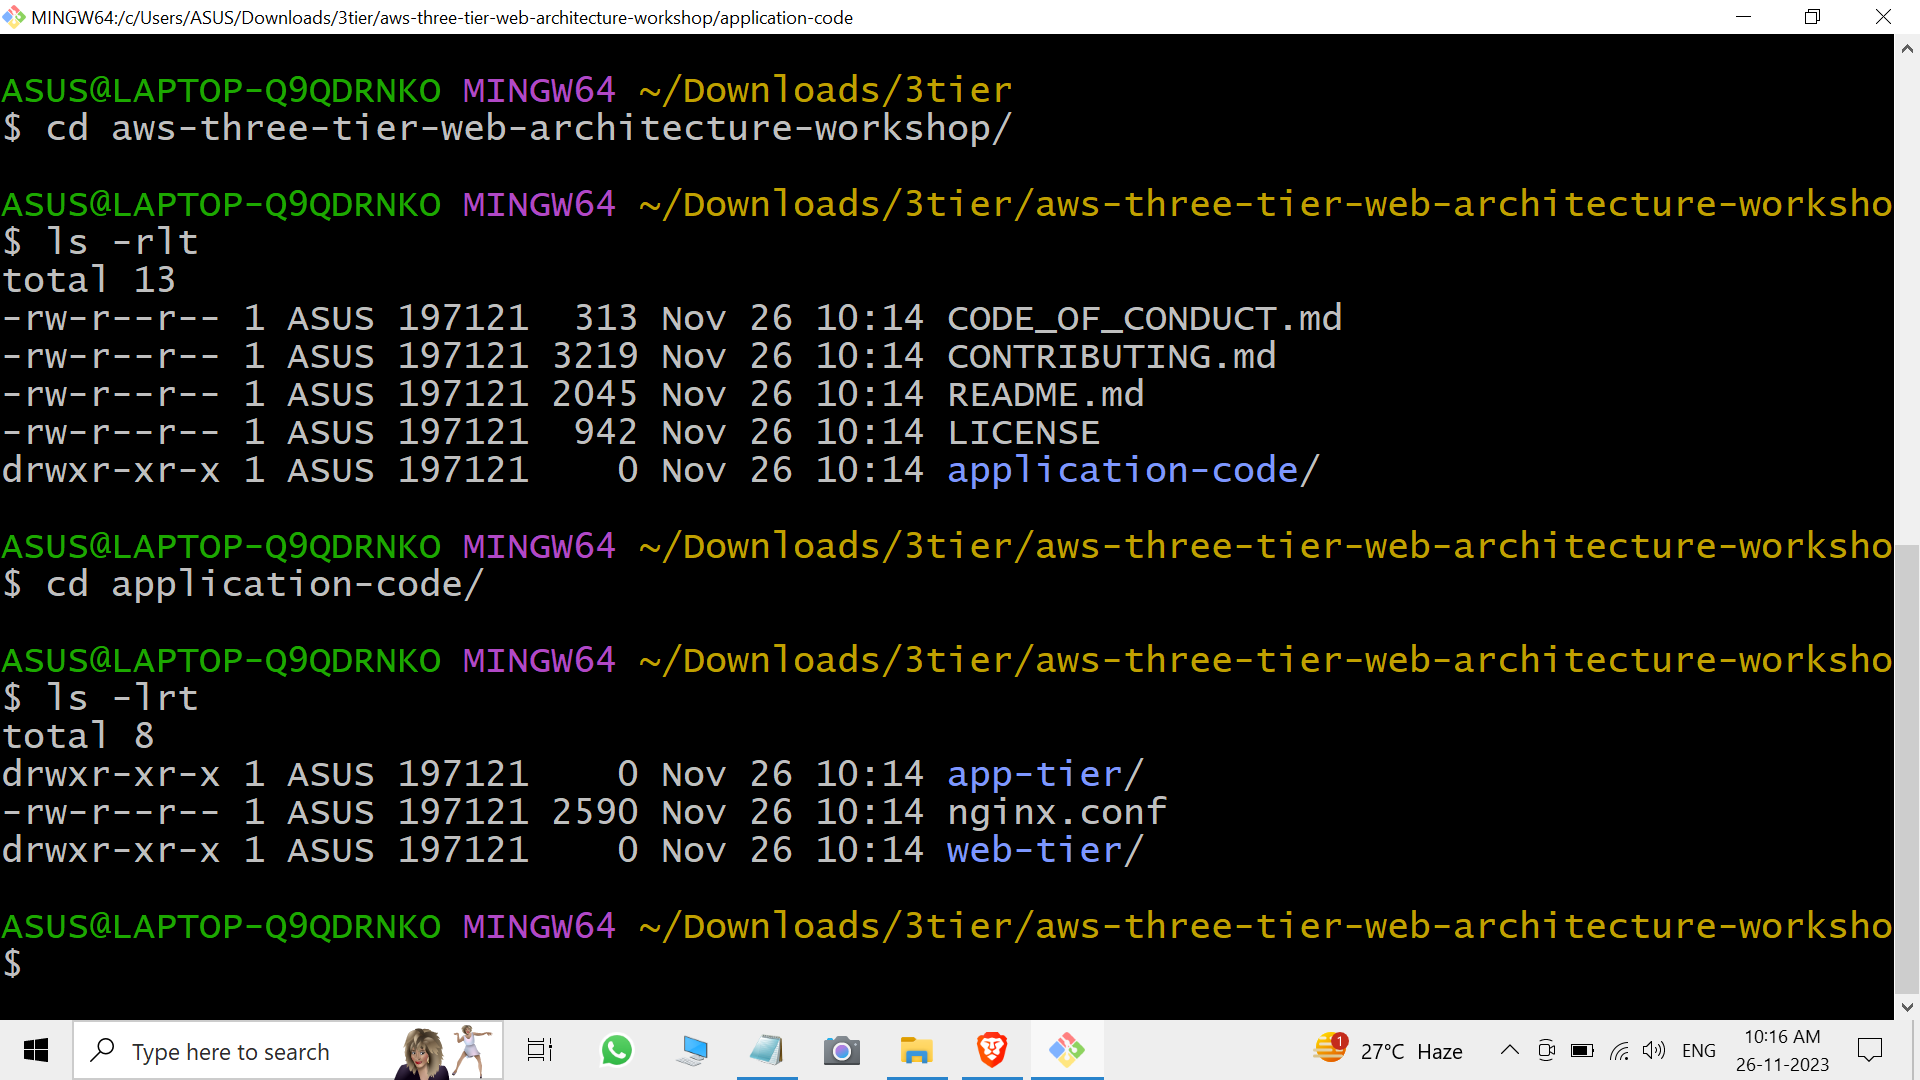 MINGW64:/c/Users/ASUS/Downloads/3tier/aws-three-tier-web-architecture-workshop/application-code
ASUS@LAPTOP-Q9QDRNKO MINGW64 ~/Downloads/3tier
$ cd aws-three-tier-web-architecture-workshop/
ASUS@LAPTOP-Q9QDRNKO MINGW64 ~/Downloads/3tier/aws-three-tier-web-architecture-worksho
$ ls -rlt
total 13
-rw-r--r-- 1 ASUS 197121  313 Nov 26 10:14 CODE_OF_CONDUCT.md
-rw-r--r-- 1 ASUS 197121 3219 Nov 26 10:14 CONTRIBUTING.md
-rw-r--r-- 1 ASUS 197121 2045 Nov 26 10:14 README.md
-rw-r--r-- 1 ASUS 197121  942 Nov 26 10:14 LICENSE
drwxr-xr-x 1 ASUS 197121    0 Nov 26 10:14 application-code/
ASUS@LAPTOP-Q9QDRNKO MINGW64 ~/Downloads/3tier/aws-three-tier-web-architecture-worksho
$ cd application-code/
ASUS@LAPTOP-Q9QDRNKO MINGW64 ~/Downloads/3tier/aws-three-tier-web-architecture-worksho
$ ls -lrt
total 8
drwxr-xr-x 1 ASUS 197121    0 Nov 26 10:14 app-tier/
-rw-r--r-- 1 ASUS 197121 2590 Nov 26 10:14 nginx.conf
drwxr-xr-x 1 ASUS 197121    0 Nov 26 10:14 web-tier/
ASUS@LAPTOP-Q9QDRNKO MINGW64 ~/Downloads/3tier/aws-three-tier-web-architecture-worksho
$
Type here to search
1
27°C Haze
ENG
10:16 AM
26-11-2023